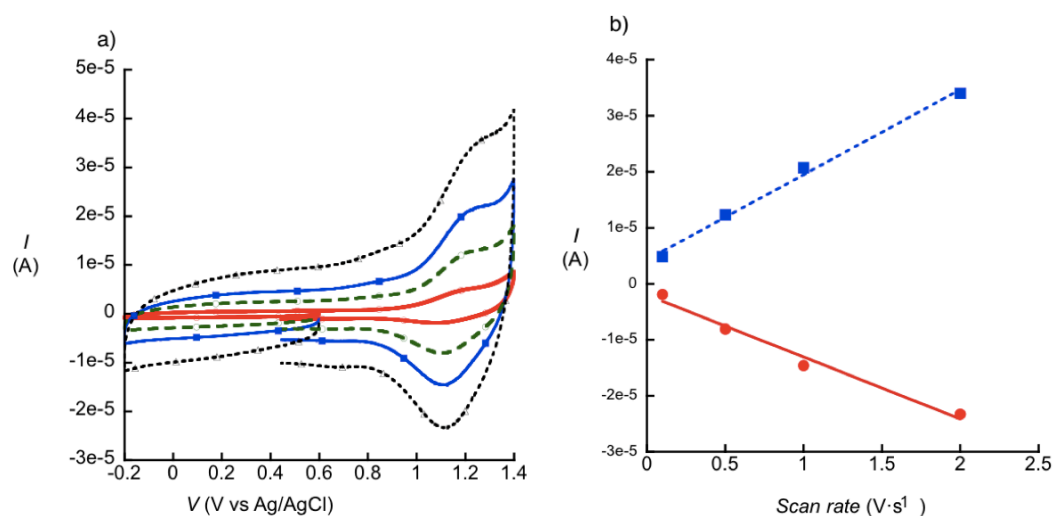 a)
5e-5
4e-5
3e-5
2e-5
1e-5
0
-1e-5
-2e-5
-3e-5
I
(A)
-0.2 0 0.2 0.4 0.6 0.8 1.0 1.2 1.4
V (V vs Ag/AgCl)
b)
4e-5
3e-5
2e-5
1e-5
0
-1e-5
-2e-5
-3e-5
I
(A)
0 0.5 1 1.5 2 2.5
Scan rate (V·s¹)